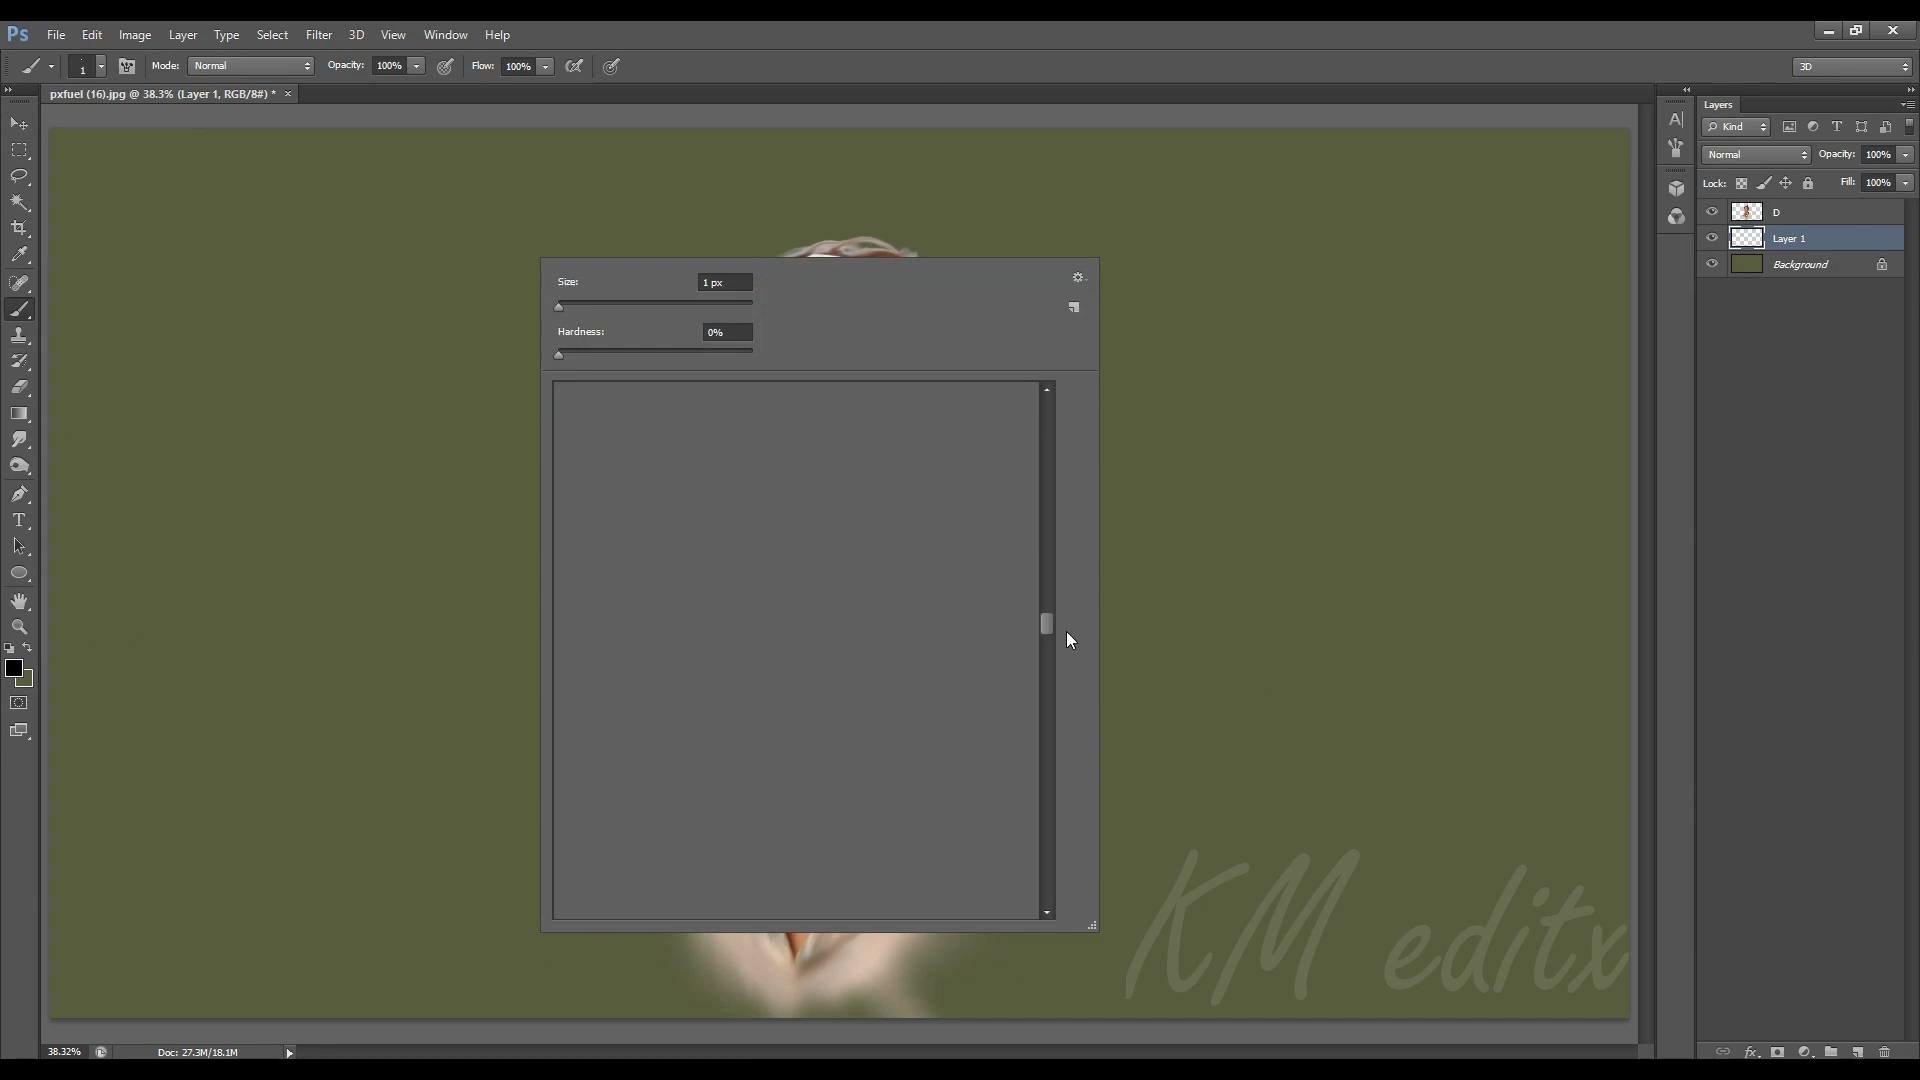 Ps File Edit Image Layer Type Select Filter 3D View Window Help
1 Mode: Normal Opacity: 100% Flow: 100% 3D
pxfuel (16).jpg @ 38.3% (Layer 1, RGB/8#) * ×
Layers
Kind
Normal Opacity: 100%
Lock: Fill: 100%
D
Layer 1
Background
Size: 1 px
Hardness: 0%
KM editx
38.32% Doc: 27.3M/18.1M